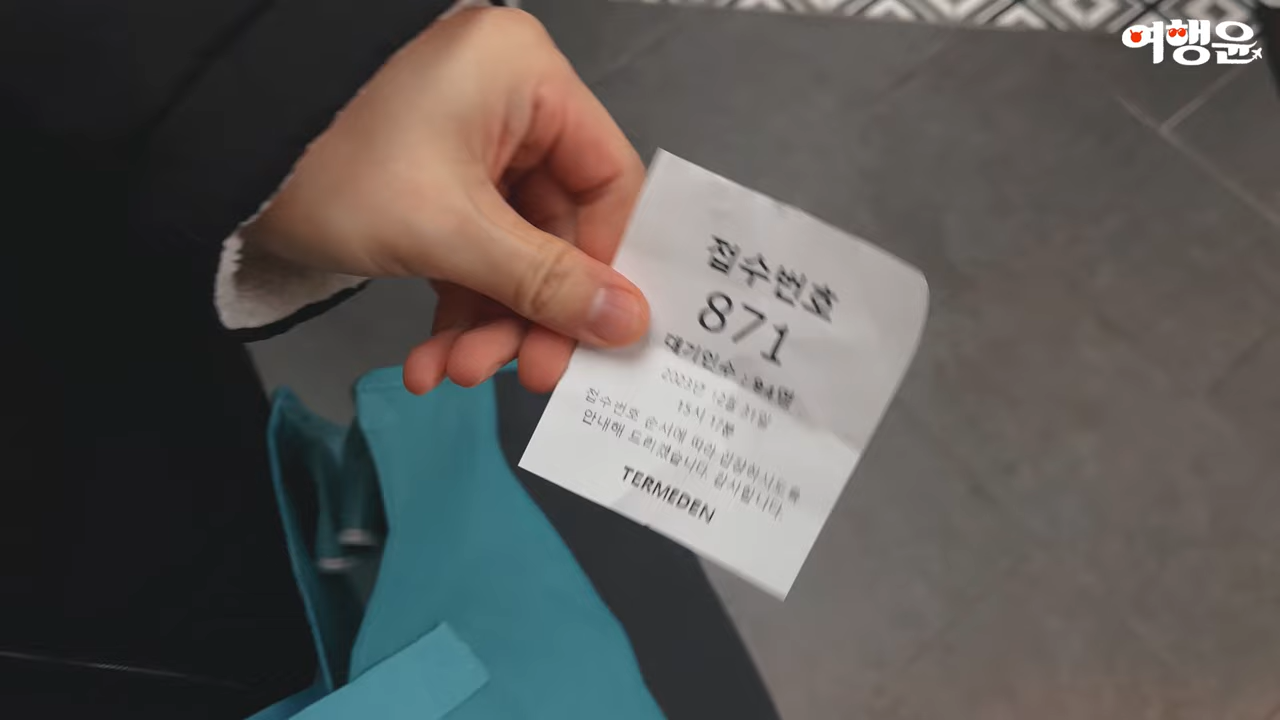 여행윤
접수번호
871
대기인수 : 84명
2023년 12월 31일
15시 17분
접수번호 순서에 따라 입장하시도록
안내해 드리겠습니다. 감사합니다.
TERMEDEN